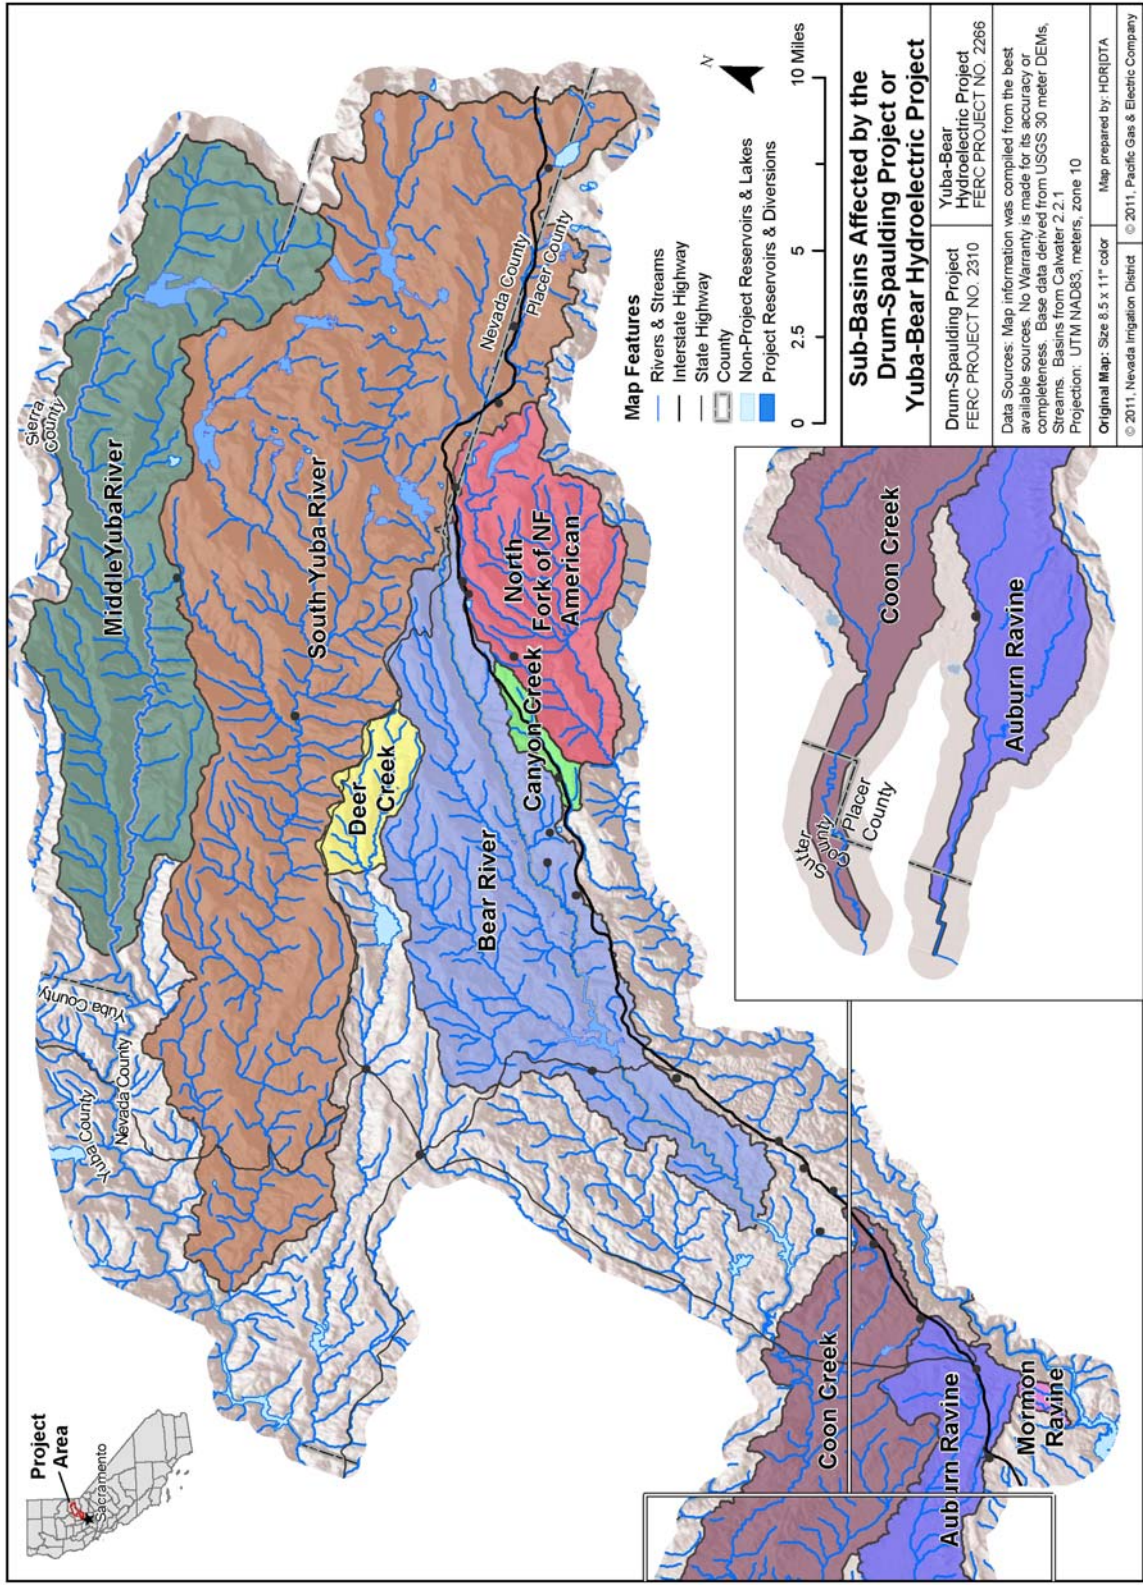 Project
Area
Sacramento
Sierra
County
Middle Yuba River
Yuba County
Yuba County
Nevada County
South Yuba River
Nevada County
Placer County
Deer
Creek
Bear River
Canyon Creek
North
Fork of NF
American
Coon Creek
Auburn Ravine
Mormon
Ravine
Coon Creek
Auburn Ravine
Sutter
County
Placer
County
Map Features
Rivers & Streams
Interstate Highway
State Highway
County
Non-Project Reservoirs & Lakes
Project Reservoirs & Diversions
N
0 2.5 5 10 Miles
Sub-Basins Affected by the
Drum-Spaulding Project or
Yuba-Bear Hydroelectric Project
Drum-Spaulding Project
FERC PROJECT NO. 2310
Yuba-Bear
Hydroelectric Project
FERC PROJECT NO. 2266
Data Sources: Map information was compiled from the best
available sources. No Warranty is made for its accuracy or
completeness. Base data derived from USGS 30 meter DEMs,
Streams. Basins from Calwater 2.2.1
Projection: UTM NAD83, meters, zone 10
Original Map: Size 8.5 x 11" color
Map prepared by: HDR|DTA
© 2011, Nevada Irrigation District
© 2011, Pacific Gas & Electric Company